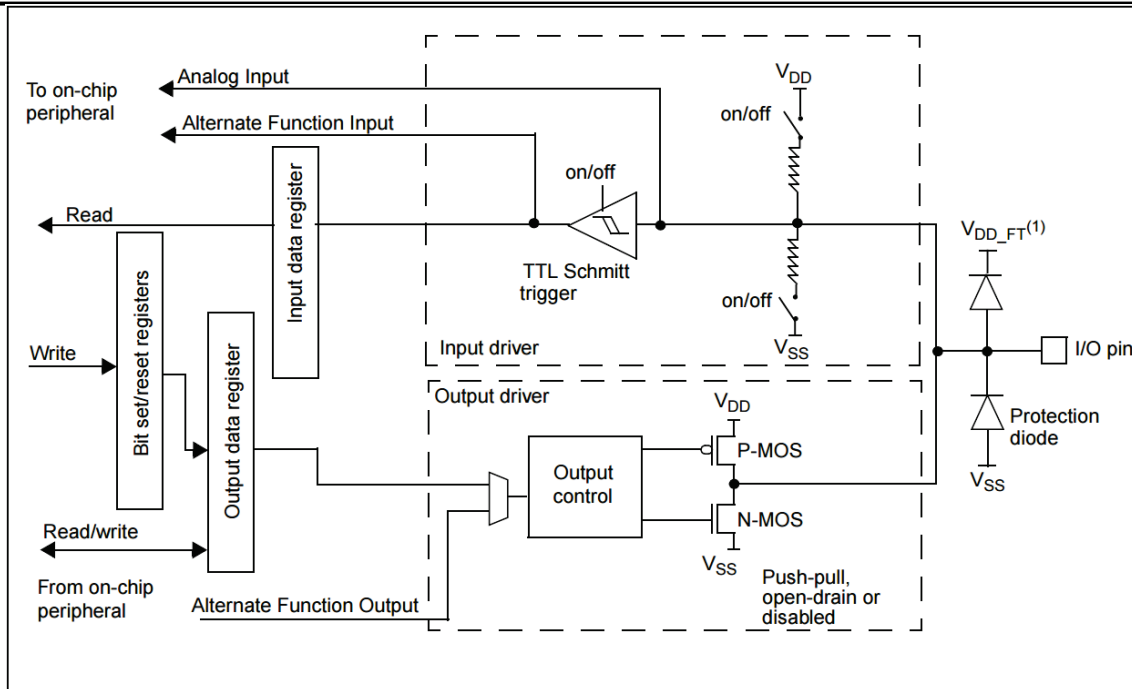 To on-chip
peripheral
Analog Input
Alternate Function Input
Read
Write
Read/write
From on-chip
peripheral
Alternate Function Output
Bit set/reset registers
Output data register
Input data register
on/off
TTL Schmitt
trigger
VDD
on/off
on/off
VSS
Input driver
Output driver
Output
control
VDD
P-MOS
N-MOS
VSS
Push-pull,
open-drain or
disabled
VDD_FT(1)
I/O pin
Protection
diode
VSS